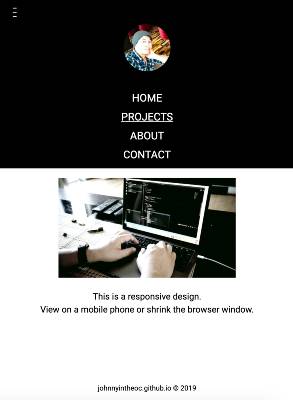 HOME
PROJECTS
ABOUT
CONTACT
This is a responsive design.
View on a mobile phone or shrink the browser window.
johnnyintheoc.github.io © 2019